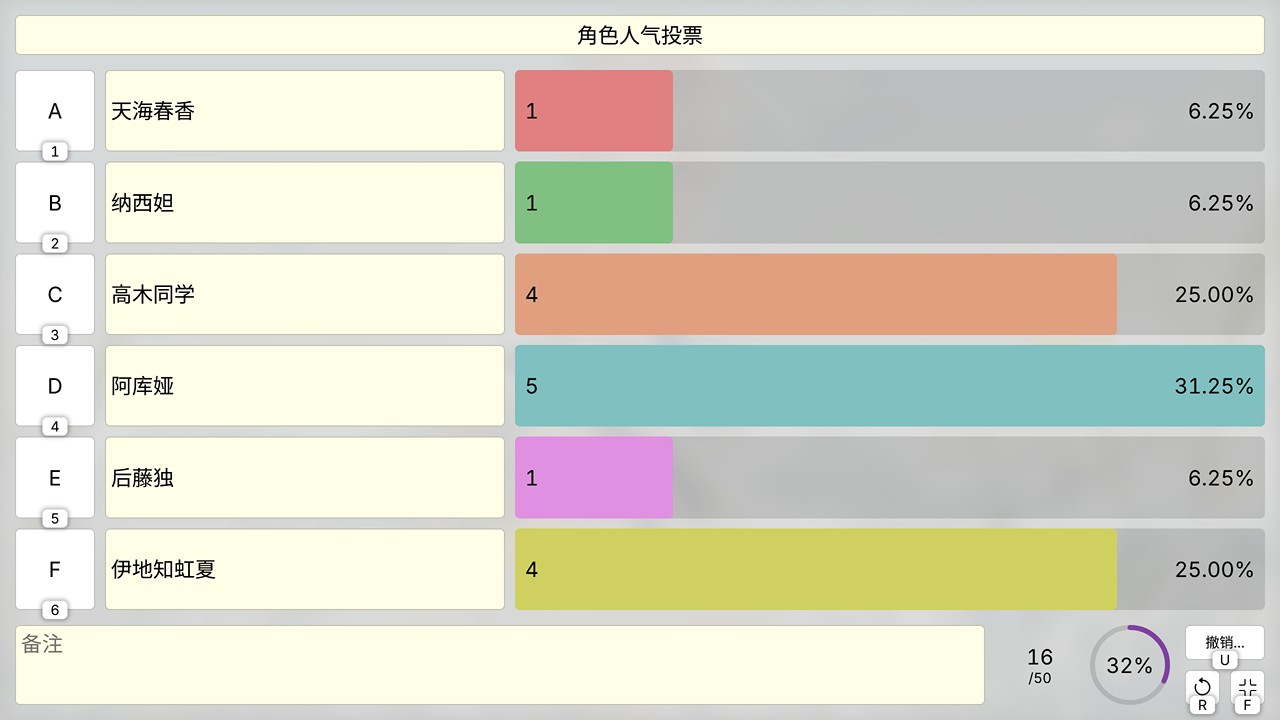 角色人气投票
A
1
天海春香
1
6.25%
B
2
纳西妲
1
6.25%
C
3
高木同学
4
25.00%
D
4
阿库娅
5
31.25%
E
5
后藤独
1
6.25%
F
6
伊地知虹夏
4
25.00%
备注
16
/50
32%
撤销...
U
R
F